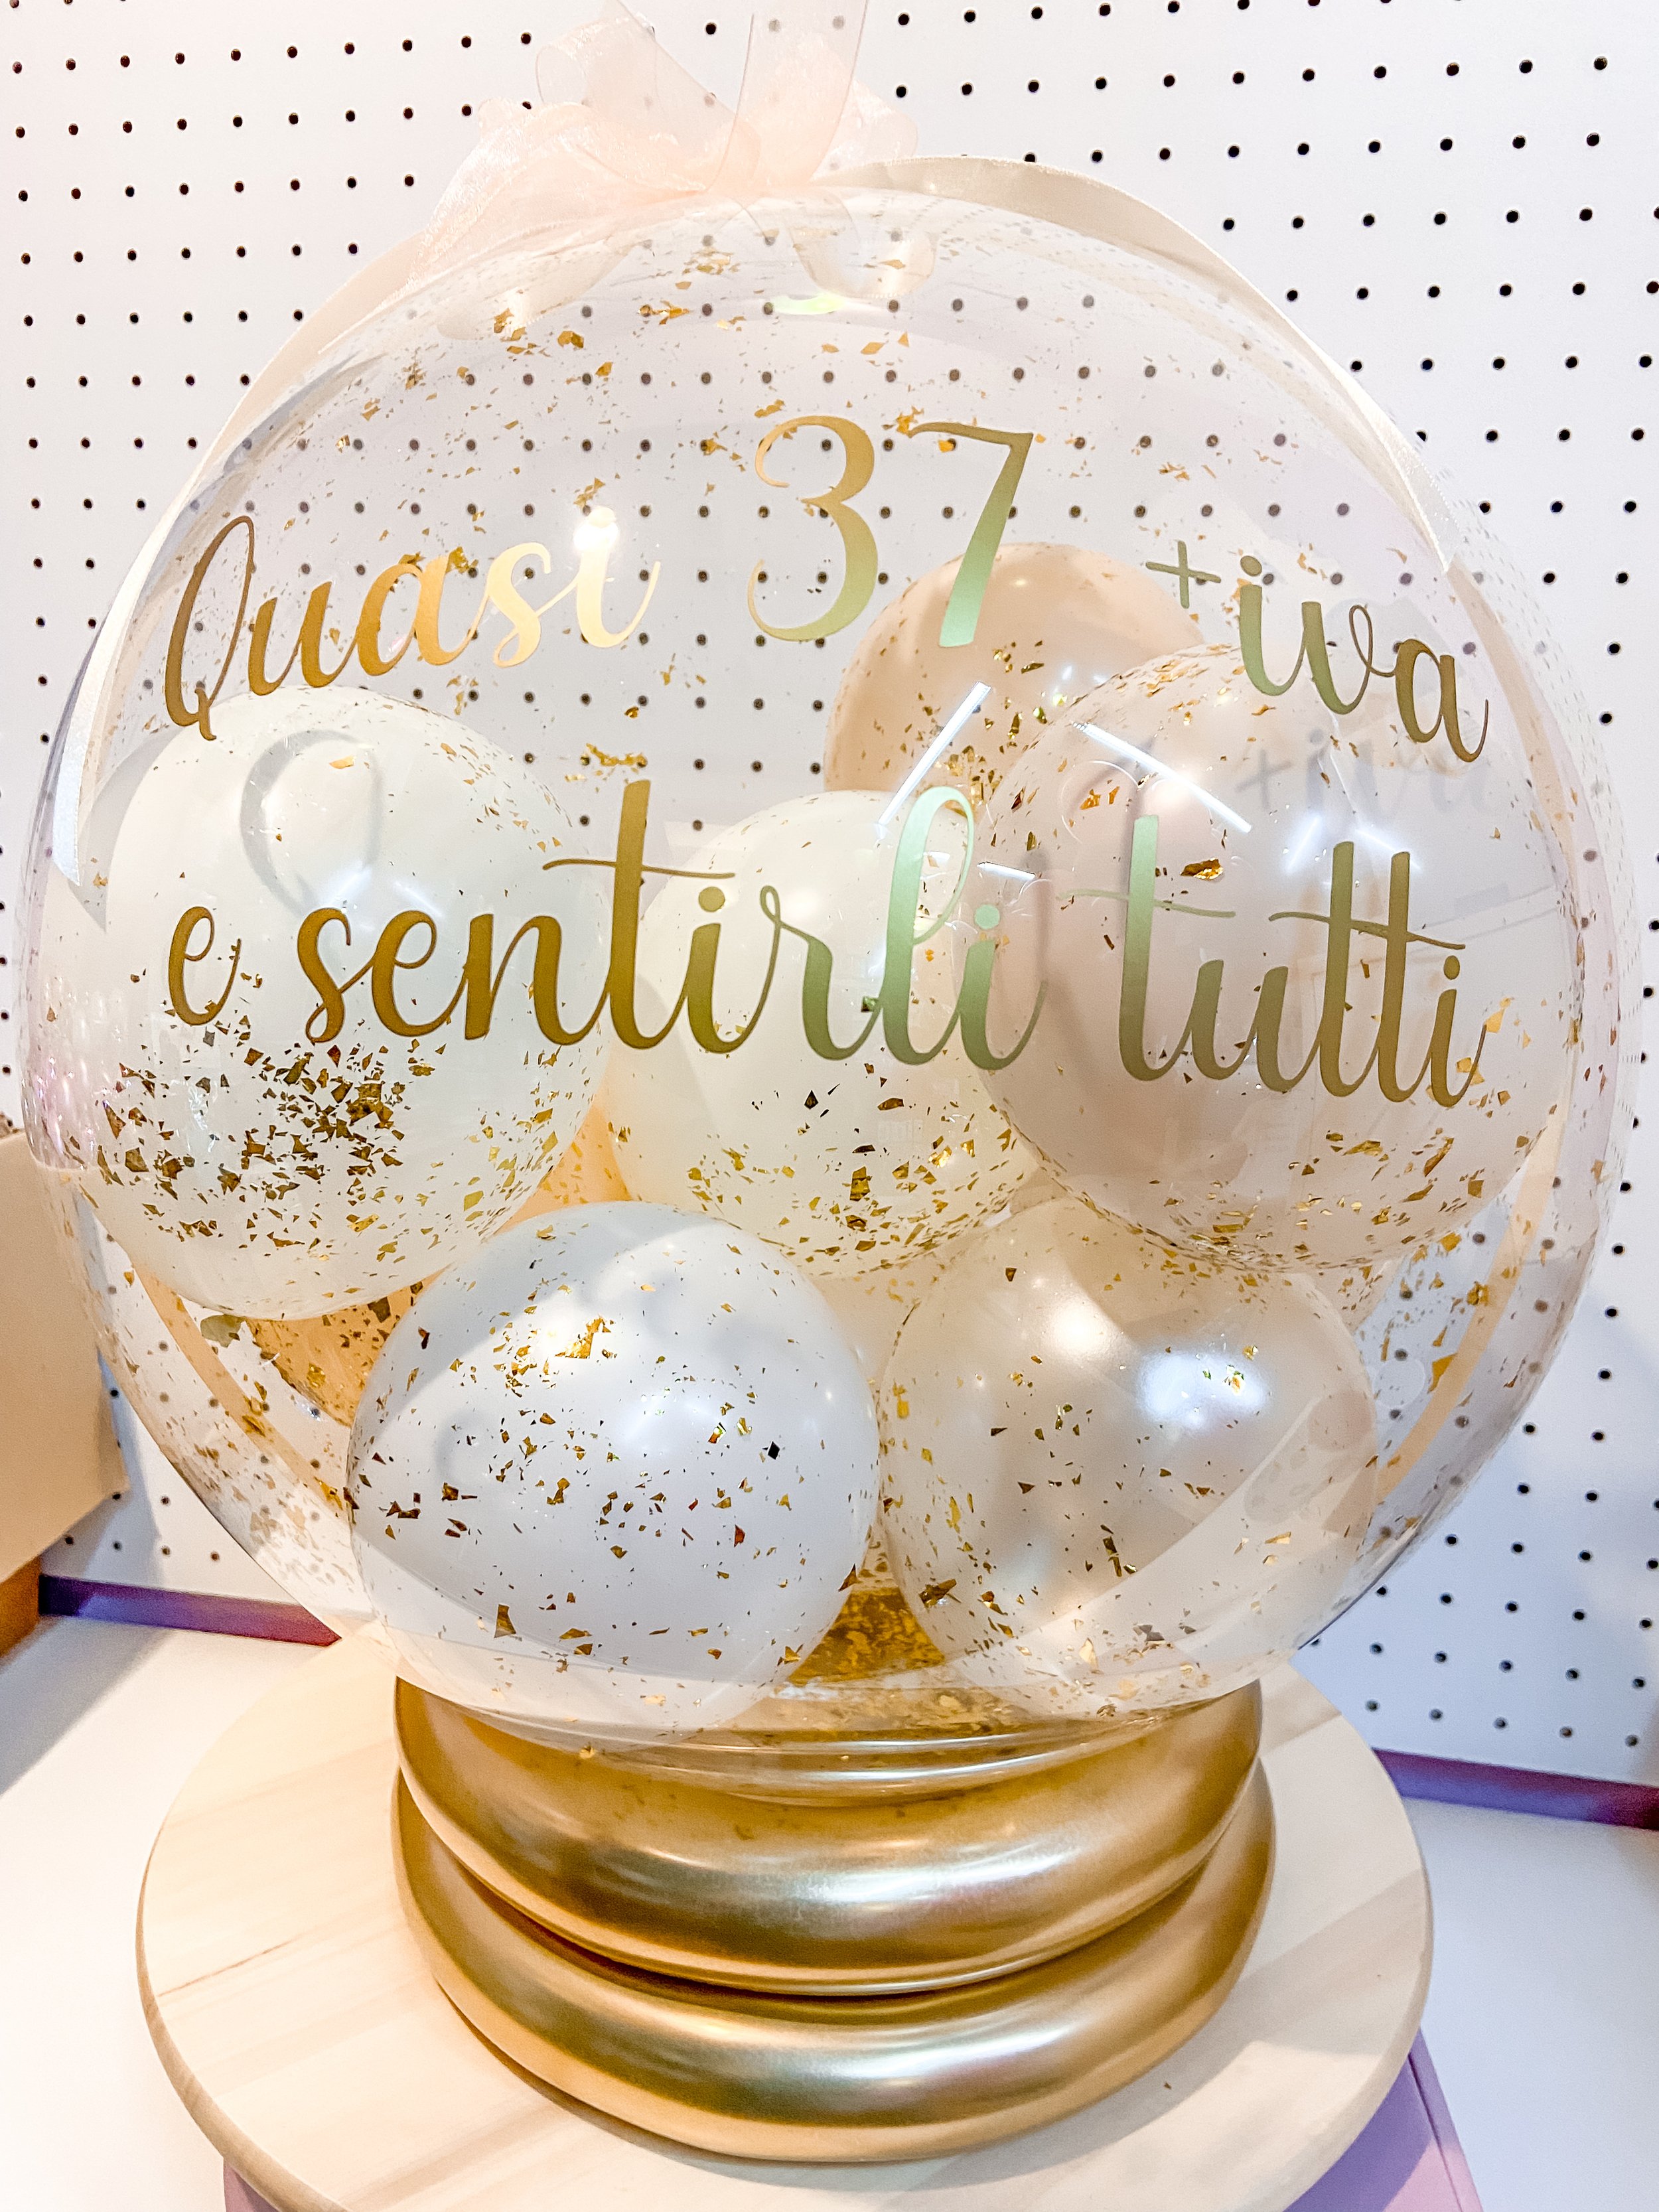 Quasi 37 +iva
e sentirli tutti